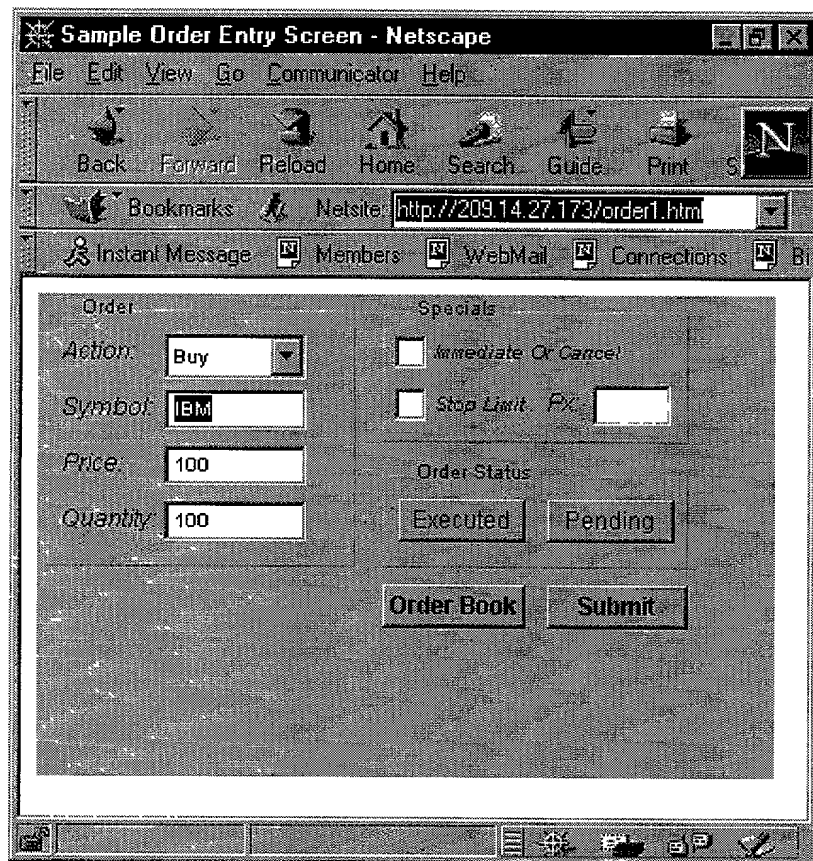 Sample Order Entry Screen - Netscape
File Edit View Go Communicator Help
Back Forward Reload Home Search Guide Print S
N
Bookmarks Netsite: http://209.14.27.173/order1.htm
Instant Message Members WebMail Connections Bi
Order
Action: Buy
Symbol: IBM
Price: 100
Quantity: 100
Specials
Immediate Or Cancel
Stop Limit. Px:
Order Status
Executed Pending
Order Book Submit